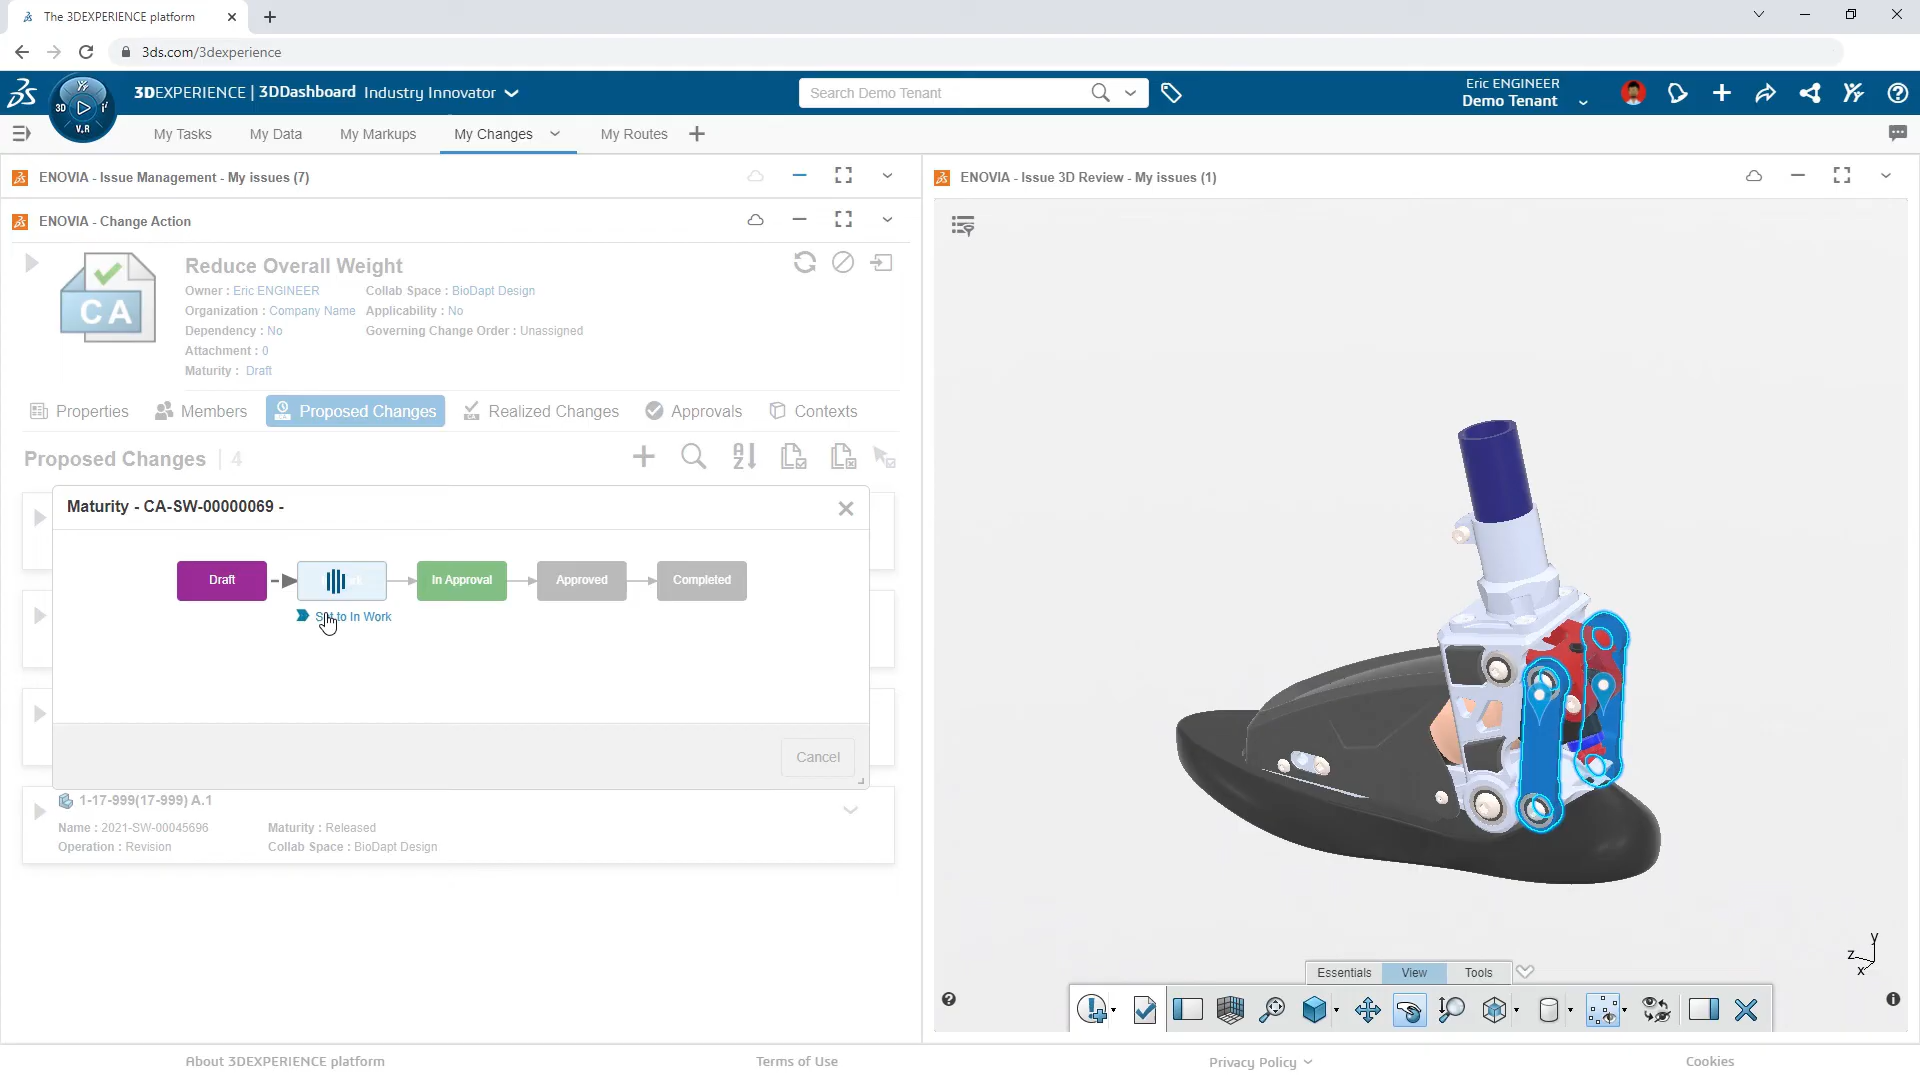 The 3DEXPERIENCE platform
3ds.com/3dexperience
3D
V.R
3DEXPERIENCE | 3DDashboard Industry Innovator
Search Demo Tenant
Eric ENGINEER
Demo Tenant
My Tasks
My Data
My Markups
My Changes
My Routes
ENOVIA - Issue Management - My issues (7)
ENOVIA - Change Action
CA
Reduce Overall Weight
Owner : Eric ENGINEER
Collab Space : BioDapt Design
Organization : Company Name
Applicability : No
Dependency : No
Governing Change Order : Unassigned
Attachment : 0
Maturity : Draft
Properties
Members
Proposed Changes
Realized Changes
Approvals
Contexts
Proposed Changes | 4
Maturity - CA-SW-00000069 -
Draft
In Approval
Approved
Completed
Set to In Work
Cancel
1-17-999(17-999) A.1
Name : 2021-SW-00045696
Maturity : Released
Operation : Revision
Collab Space : BioDapt Design
ENOVIA - Issue 3D Review - My issues (1)
y
z
x
Essentials
View
Tools
About 3DEXPERIENCE platform
Terms of Use
Privacy Policy
Cookies